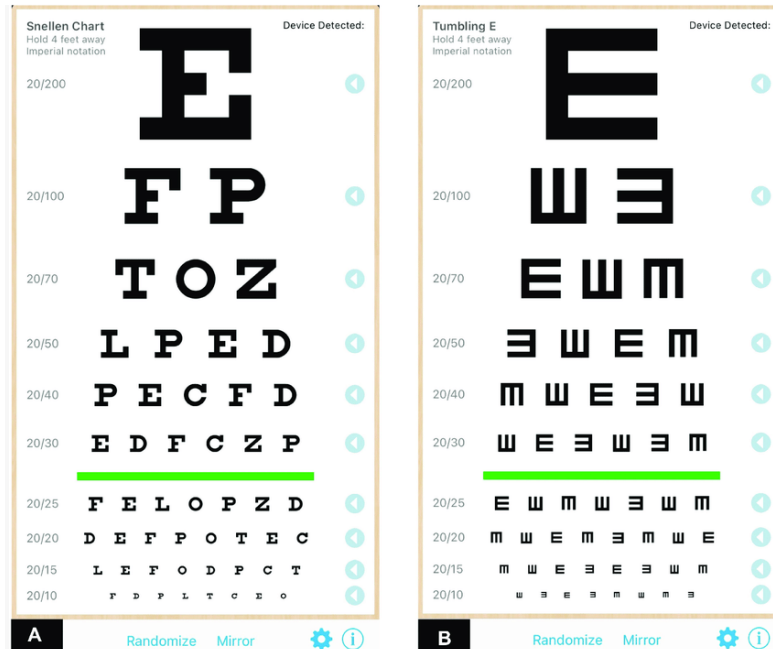 Snellen Chart
Device Detected:
Hold 4 feet away
Imperial notation
20/200
E
20/100
F P
20/70
T O Z
20/50
L P E D
20/40
P E C F D
20/30
E D F C Z P
20/25
F E L O P Z D
20/20
D E F P O T E C
20/15
L E F O D P C T
20/10
F D P L T C E O
A
Randomize Mirror
Tumbling E
Device Detected:
Hold 4 feet away
Imperial notation
20/200
E
20/100
Ш Ǝ
20/70
E Ш m
20/50
Ǝ Ш E m
20/40
m Ш E Ǝ Ш
20/30
Ш E Ǝ Ш Ǝ m
20/25
E Ш m Ш Ǝ Ш m
20/20
m Ш E m Ǝ m Ш E
20/15
m Ш E Ǝ E Ǝ Ш m
20/10
B
Randomize Mirror